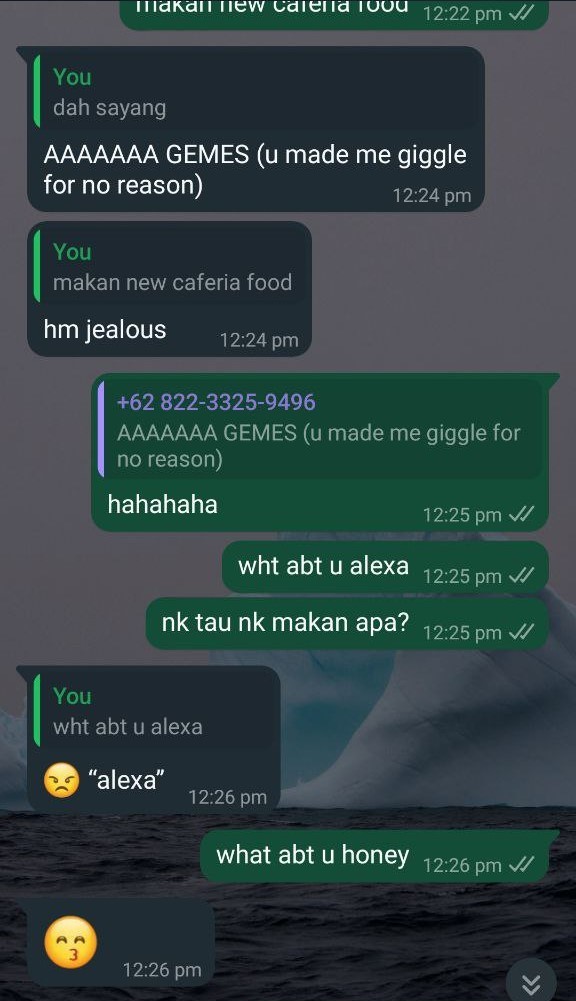 makan new caferia food 12:22 pm
You
dah sayang
AAAAAAA GEMES (u made me giggle
for no reason)
12:24 pm
You
makan new caferia food
hm jealous 12:24 pm
+62 822-3325-9496
AAAAAAA GEMES (u made me giggle for
no reason)
hahahaha 12:25 pm
wht abt u alexa 12:25 pm
nk tau nk makan apa? 12:25 pm
You
wht abt u alexa
😠 “alexa” 12:26 pm
what abt u honey 12:26 pm
😙 12:26 pm